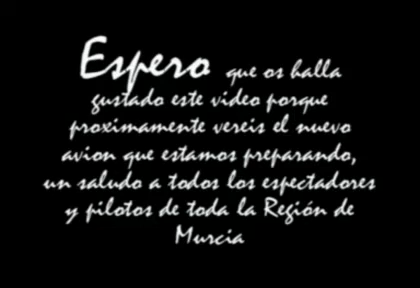 Espero que os halla
gustado este video porque
proximamente vereis el nuevo
avion que estamos preparando,
un saludo a todos los espectadores
y pilotos de toda la Región de
Murcia